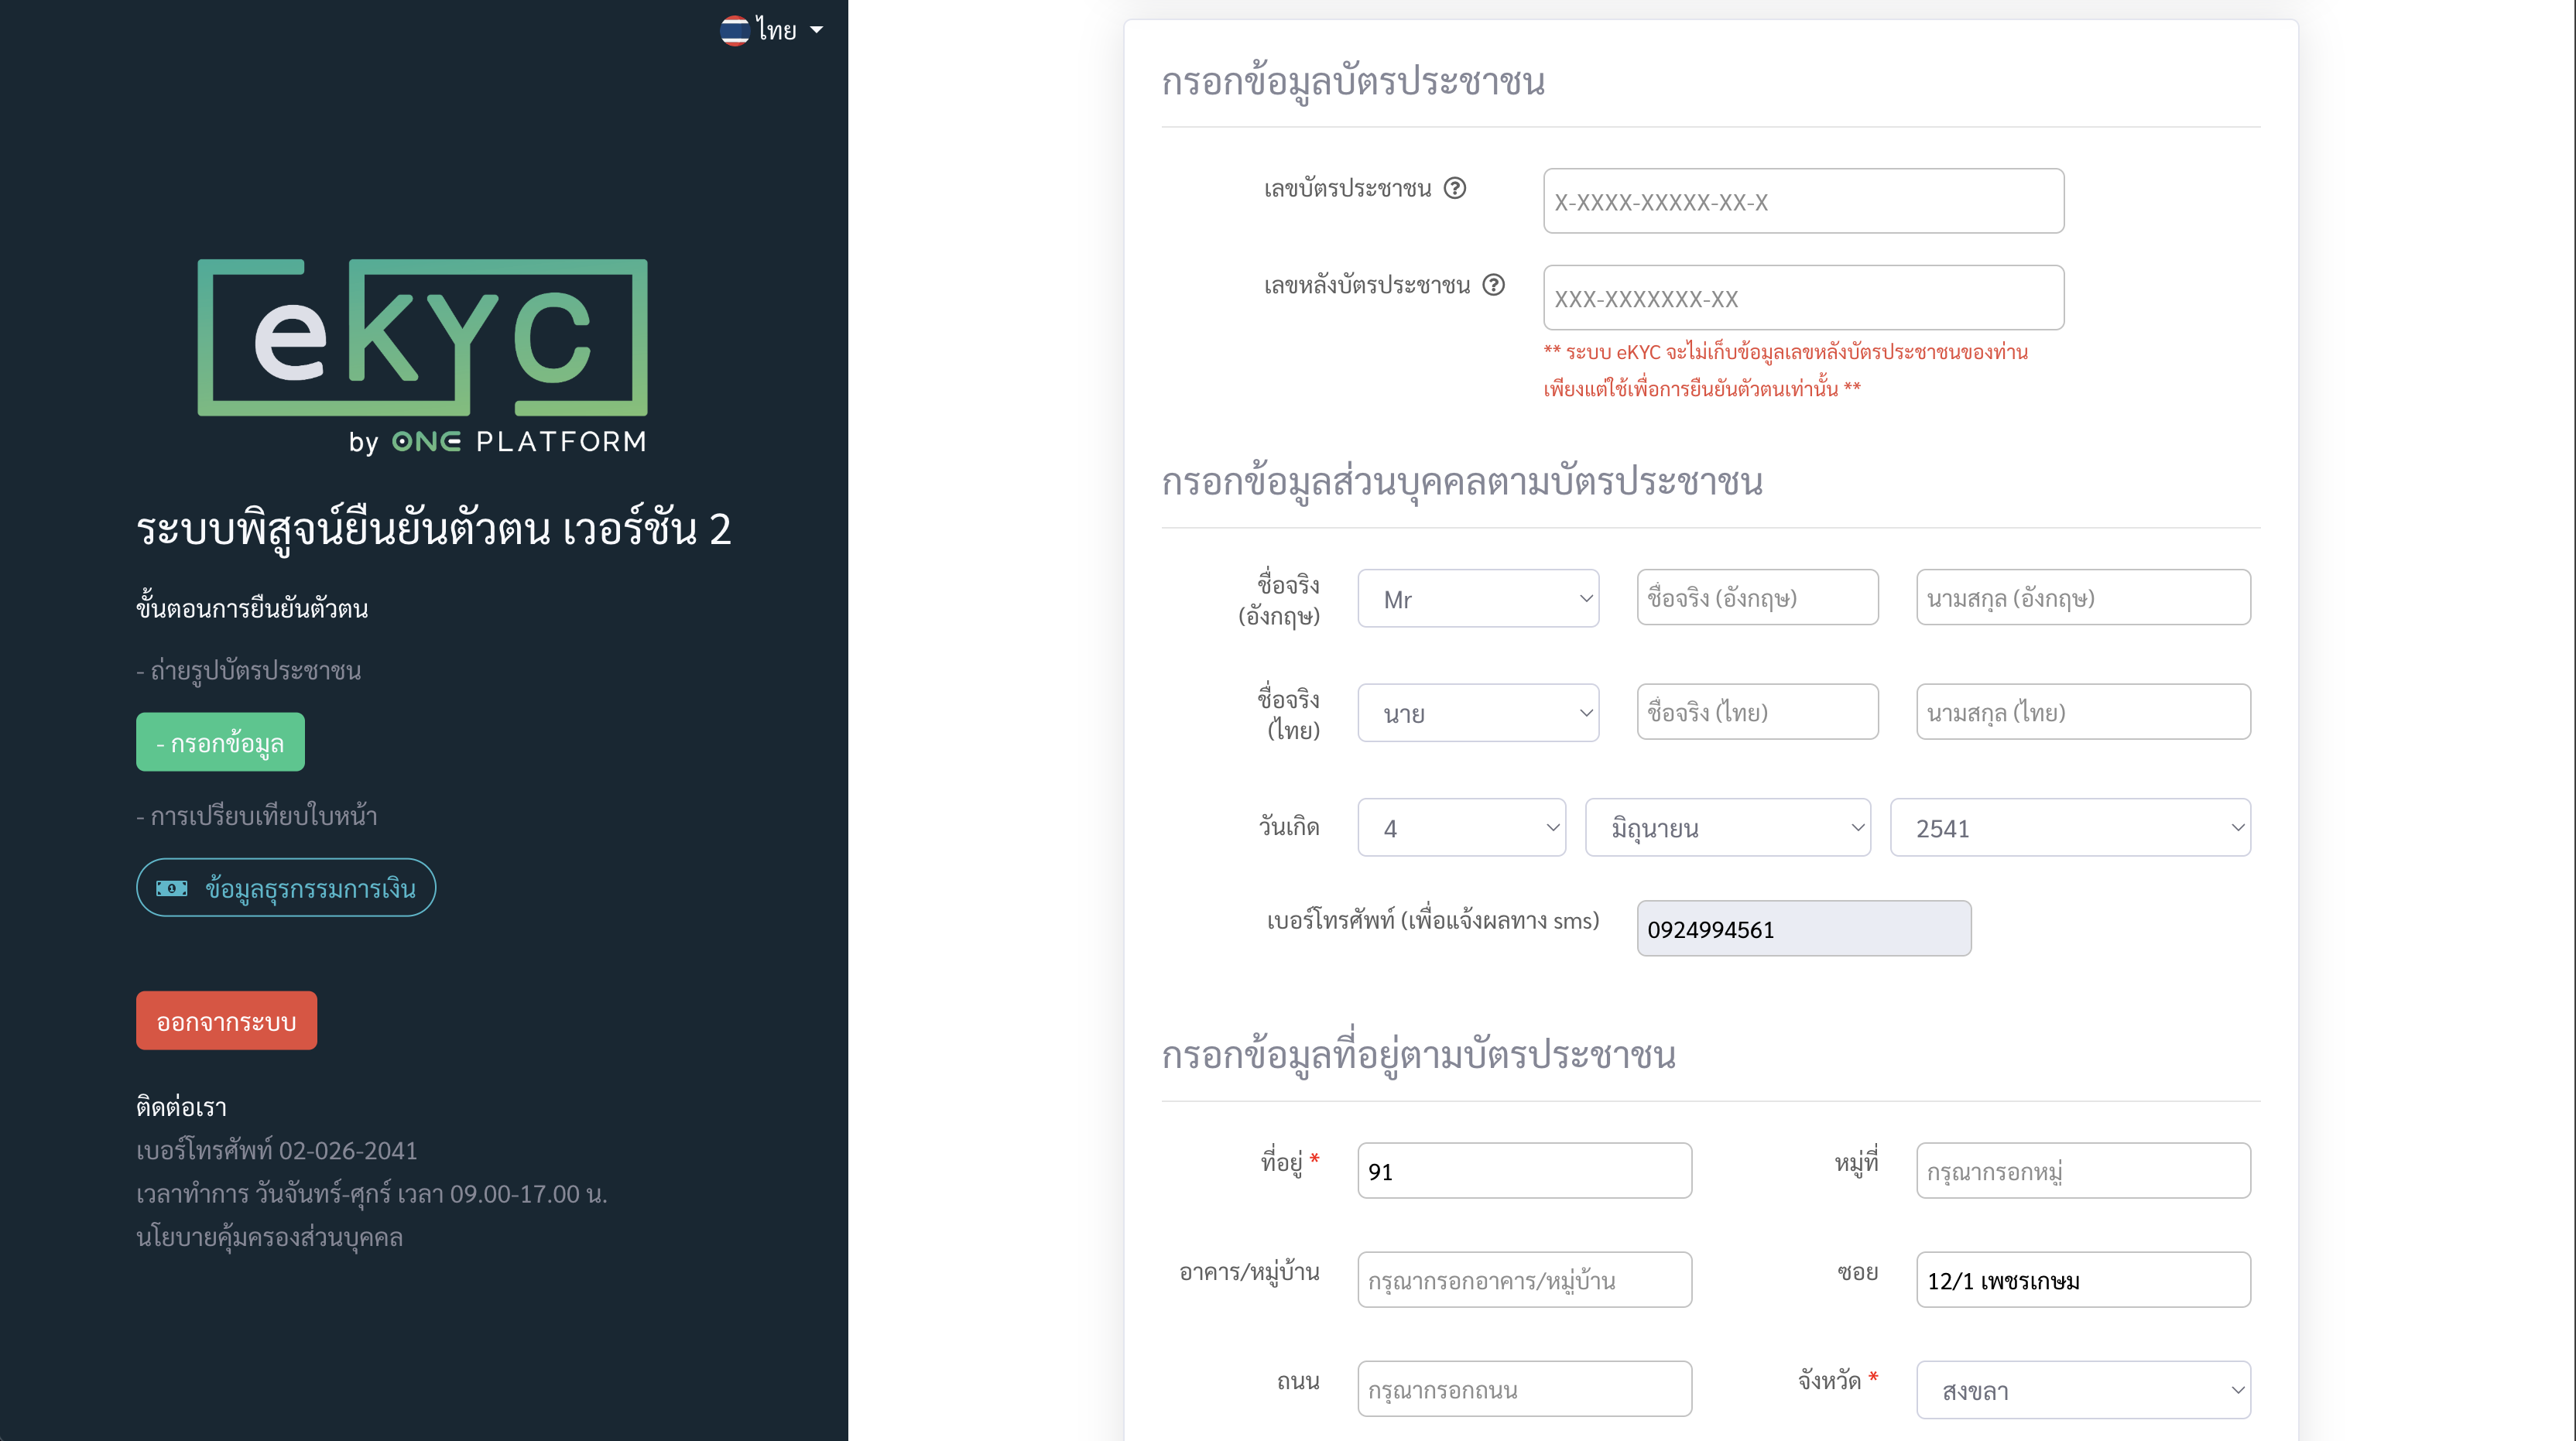 ไทย
eKYC
by ONE PLATFORM
ระบบพิสูจน์ยืนยันตัวตน เวอร์ชัน 2
ขั้นตอนการยืนยันตัวตน
- ถ่ายรูปบัตรประชาชน
- กรอกข้อมูล
- การเปรียบเทียบใบหน้า
ข้อมูลธุรกรรมการเงิน
ออกจากระบบ
ติดต่อเรา
เบอร์โทรศัพท์ 02-026-2041
เวลาทำการ วันจันทร์-ศุกร์ เวลา 09.00-17.00 น.
นโยบายคุ้มครองส่วนบุคคล
กรอกข้อมูลบัตรประชาชน
เลขบัตรประชาชน X-XXXX-XXXXX-XX-X
เลขหลังบัตรประชาชน XXX-XXXXXXX-XX
** ระบบ eKYC จะไม่เก็บข้อมูลเลขหลังบัตรประชาชนของท่าน
เพียงแต่ใช้เพื่อการยืนยันตัวตนเท่านั้น **
กรอกข้อมูลส่วนบุคคลตามบัตรประชาชน
ชื่อจริง
(อังกฤษ) Mr ชื่อจริง (อังกฤษ) นามสกุล (อังกฤษ)
ชื่อจริง
(ไทย) นาย ชื่อจริง (ไทย) นามสกุล (ไทย)
วันเกิด 4 มิถุนายน 2541
เบอร์โทรศัพท์ (เพื่อแจ้งผลทาง sms) 0924994561
กรอกข้อมูลที่อยู่ตามบัตรประชาชน
ที่อยู่ * 91 หมู่ที่ กรุณากรอกหมู่
อาคาร/หมู่บ้าน กรุณากรอกอาคาร/หมู่บ้าน ซอย 12/1 เพชรเกษม
ถนน กรุณากรอกถนน จังหวัด * สงขลา